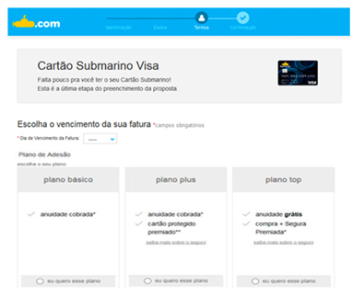 .com
Identificação Dados Termos Confirmação
Cartão Submarino Visa
Falta pouco pra você ter o seu Cartão Submarino!
Esta é a última etapa do preenchimento da proposta.
VISA
Escolha o vencimento da sua fatura *campos obrigatórios
* Dia de Vencimento da Fatura:
Plano de Adesão
escolha o seu plano
plano básico plano plus plano top
anuidade cobrada* anuidade cobrada* anuidade grátis
cartão protegido compra + Segura
premiado** Premiada*
saiba mais sobre o seguro saiba mais sobre o seguro
eu quero esse plano eu quero esse plano eu quero esse plano